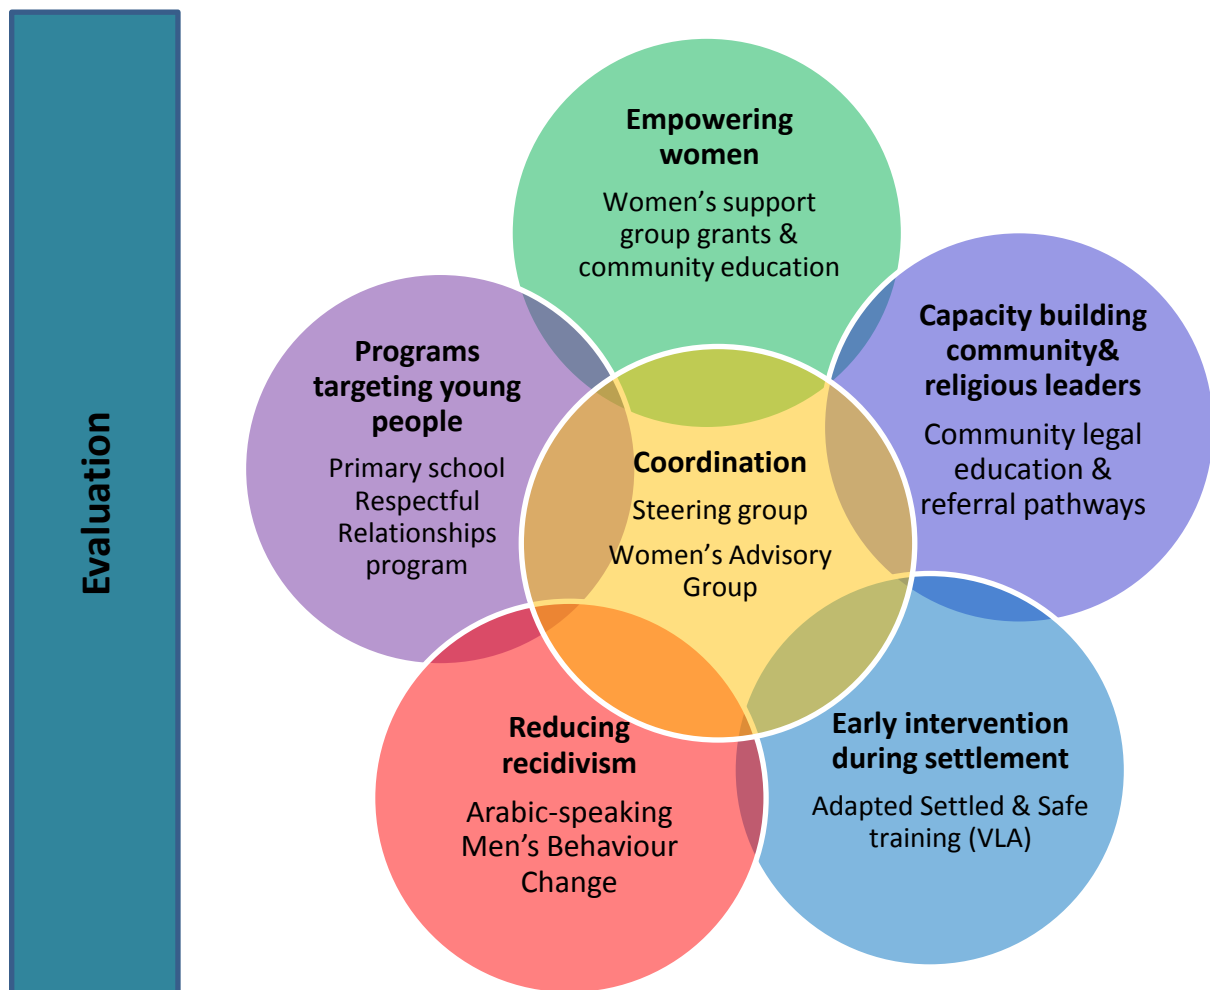 Evaluation
Empowering
women
Women's support
group grants &
community education
Capacity building
community&
religious leaders
Community legal
education &
referral pathways
Programs
targeting young
people
Primary school
Respectful
Relationships
program
Coordination
Steering group
Women's Advisory
Group
Reducing
recidivism
Arabic-speaking
Men's Behaviour
Change
Early intervention
during settlement
Adapted Settled & Safe
training (VLA)